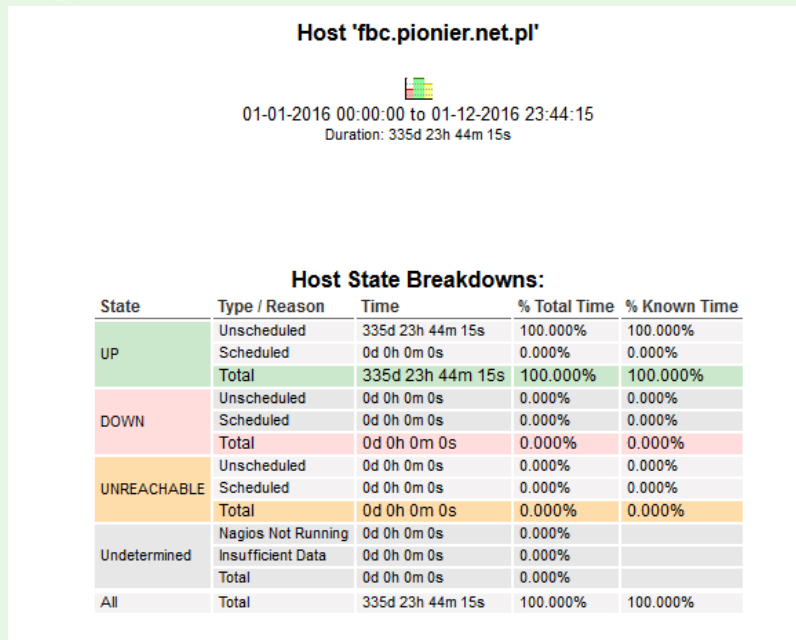 Host 'fbc.pionier.net.pl'
01-01-2016 00:00:00 to 01-12-2016 23:44:15
Duration: 335d 23h 44m 15s
Host State Breakdowns:
State Type / Reason Time % Total Time % Known Time
UP Unscheduled 335d 23h 44m 15s 100.000% 100.000%
Scheduled 0d 0h 0m 0s 0.000% 0.000%
Total 335d 23h 44m 15s 100.000% 100.000%
DOWN Unscheduled 0d 0h 0m 0s 0.000% 0.000%
Scheduled 0d 0h 0m 0s 0.000% 0.000%
Total 0d 0h 0m 0s 0.000% 0.000%
UNREACHABLE Unscheduled 0d 0h 0m 0s 0.000% 0.000%
Scheduled 0d 0h 0m 0s 0.000% 0.000%
Total 0d 0h 0m 0s 0.000% 0.000%
Undetermined Nagios Not Running 0d 0h 0m 0s 0.000%
Insufficient Data 0d 0h 0m 0s 0.000%
Total 0d 0h 0m 0s 0.000%
All Total 335d 23h 44m 15s 100.000% 100.000%